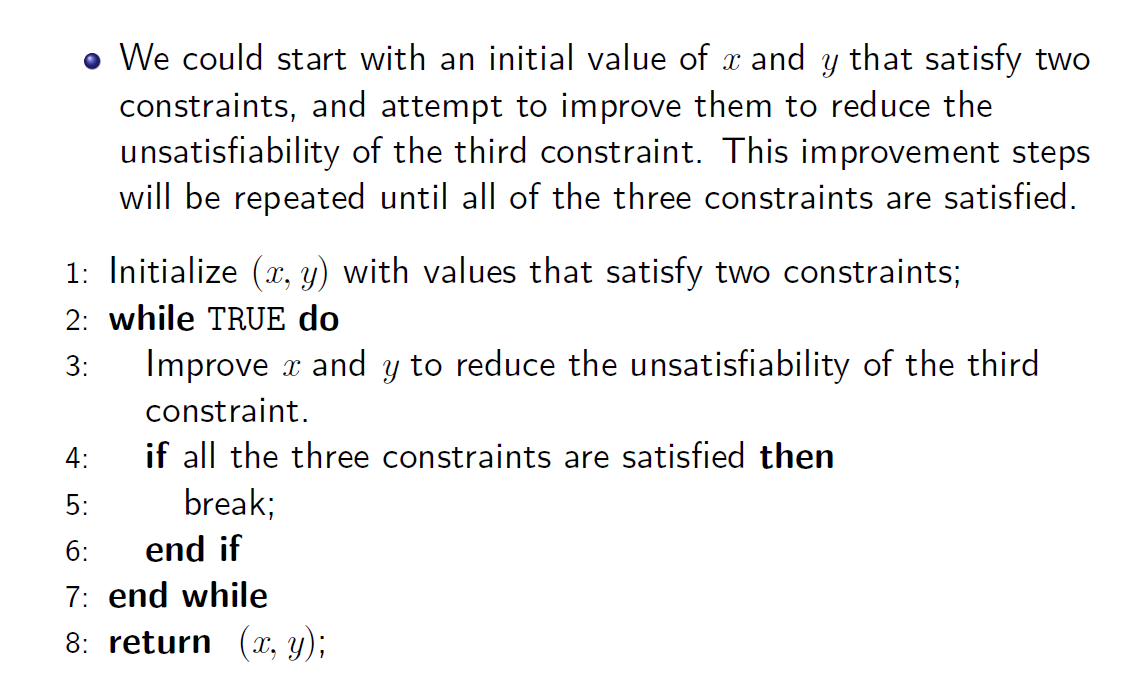 We could start with an initial value of x and y that satisfy two
constraints, and attempt to improve them to reduce the
unsatisfiability of the third constraint. This improvement steps
will be repeated until all of the three constraints are satisfied.
1: Initialize (x, y) with values that satisfy two constraints;
2: while TRUE do
3: Improve x and y to reduce the unsatisfiability of the third
constraint.
4: if all the three constraints are satisfied then
5: break;
6: end if
7: end while
8: return (x, y);